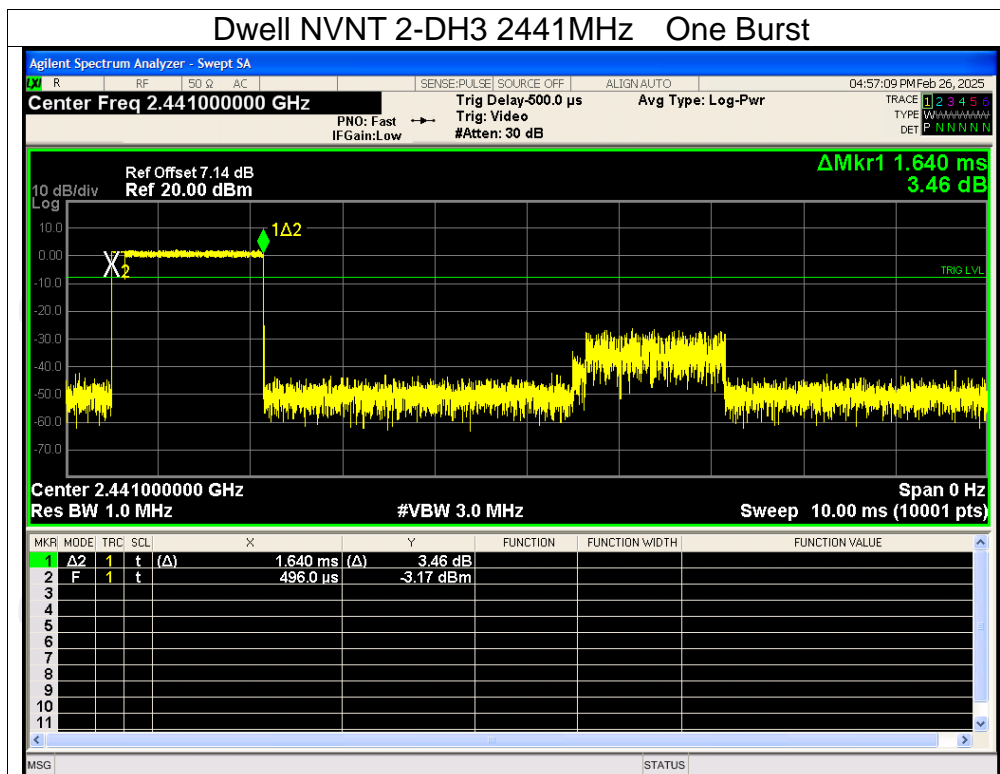 Dwell NVNT 2-DH3 2441MHz One Burst
Agilent Spectrum Analyzer - Swept SA
LXI R RF 50 Ω AC SENSE:PULSE SOURCE OFF ALIGN AUTO 04:57:09 PM Feb 26, 2025
Center Freq 2.441000000 GHz Trig Delay-500.0 µs Avg Type: Log-Pwr TRACE 1 2 3 4 5 6
PNO: Fast Trig: Video TYPE WWWWWW
IFGain:Low #Atten: 30 dB DET P N N N N N
ΔMkr1 1.640 ms
3.46 dB
Ref Offset 7.14 dB
10 dB/div Ref 20.00 dBm
Log
10.0
1Δ2
0.00
2
TRIG LVL
-10.0
-20.0
-30.0
-40.0
-50.0
-60.0
-70.0
Center 2.441000000 GHz Span 0 Hz
Res BW 1.0 MHz #VBW 3.0 MHz Sweep 10.00 ms (10001 pts)
MKR MODE TRC SCL X Y FUNCTION FUNCTION WIDTH FUNCTION VALUE
1 Δ2 1 t (Δ) 1.640 ms (Δ) 3.46 dB
2 F 1 t 496.0 µs -3.17 dBm
3
4
5
6
7
8
9
10
11
MSG STATUS